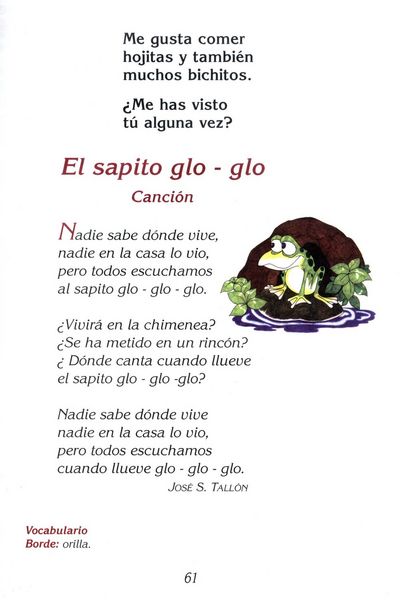 Me gusta comer
hojitas y también
muchos bichitos.
¿Me has visto
tú alguna vez?
El sapito glo - glo
Canción
Nadie sabe dónde vive,
nadie en la casa lo vio,
pero todos escuchamos
al sapito glo - glo - glo.
¿Vivirá en la chimenea?
¿Se ha metido en un rincón?
¿ Dónde canta cuando llueve
el sapito glo - glo -glo?
Nadie sabe dónde vive
nadie en la casa lo vio,
pero todos escuchamos
cuando llueve glo - glo - glo.
JOSÉ S. TALLÓN
Vocabulario
Borde: orilla.
61